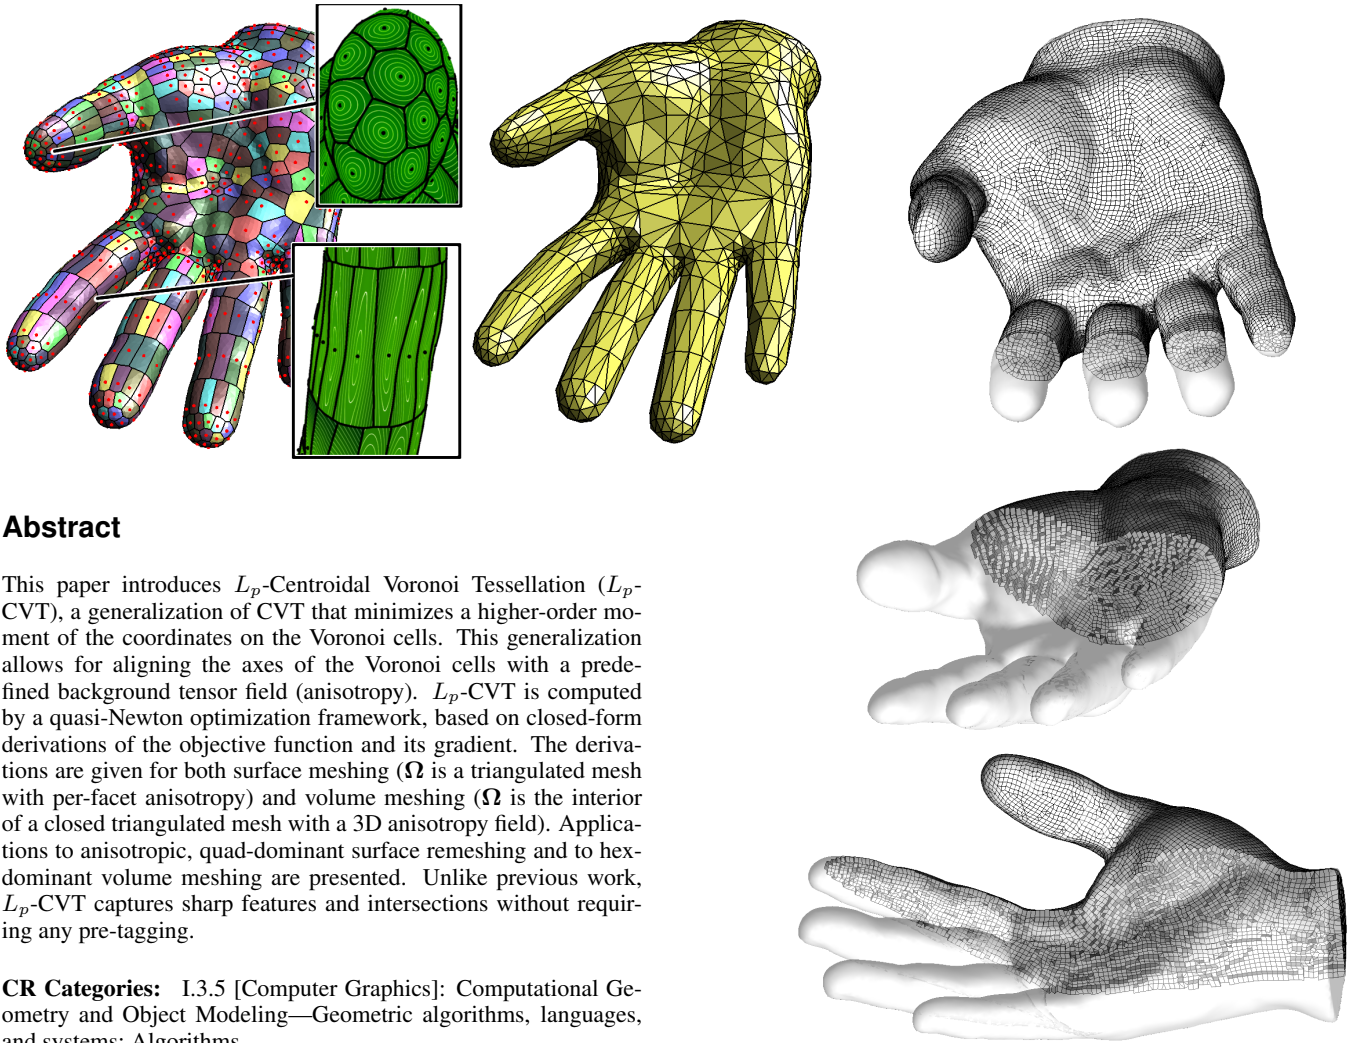 Abstract
This paper introduces Lp-Centroidal Voronoi Tessellation (Lp-
CVT), a generalization of CVT that minimizes a higher-order mo-
ment of the coordinates on the Voronoi cells. This generalization
allows for aligning the axes of the Voronoi cells with a prede-
fined background tensor field (anisotropy). Lp-CVT is computed
by a quasi-Newton optimization framework, based on closed-form
derivations of the objective function and its gradient. The deriva-
tions are given for both surface meshing (Ω is a triangulated mesh
with per-facet anisotropy) and volume meshing (Ω is the interior
of a closed triangulated mesh with a 3D anisotropy field). Applica-
tions to anisotropic, quad-dominant surface remeshing and to hex-
dominant volume meshing are presented. Unlike previous work,
Lp-CVT captures sharp features and intersections without requir-
ing any pre-tagging.
CR Categories: I.3.5 [Computer Graphics]: Computational Ge-
ometry and Object Modeling—Geometric algorithms, languages,
and systems; Algorithms